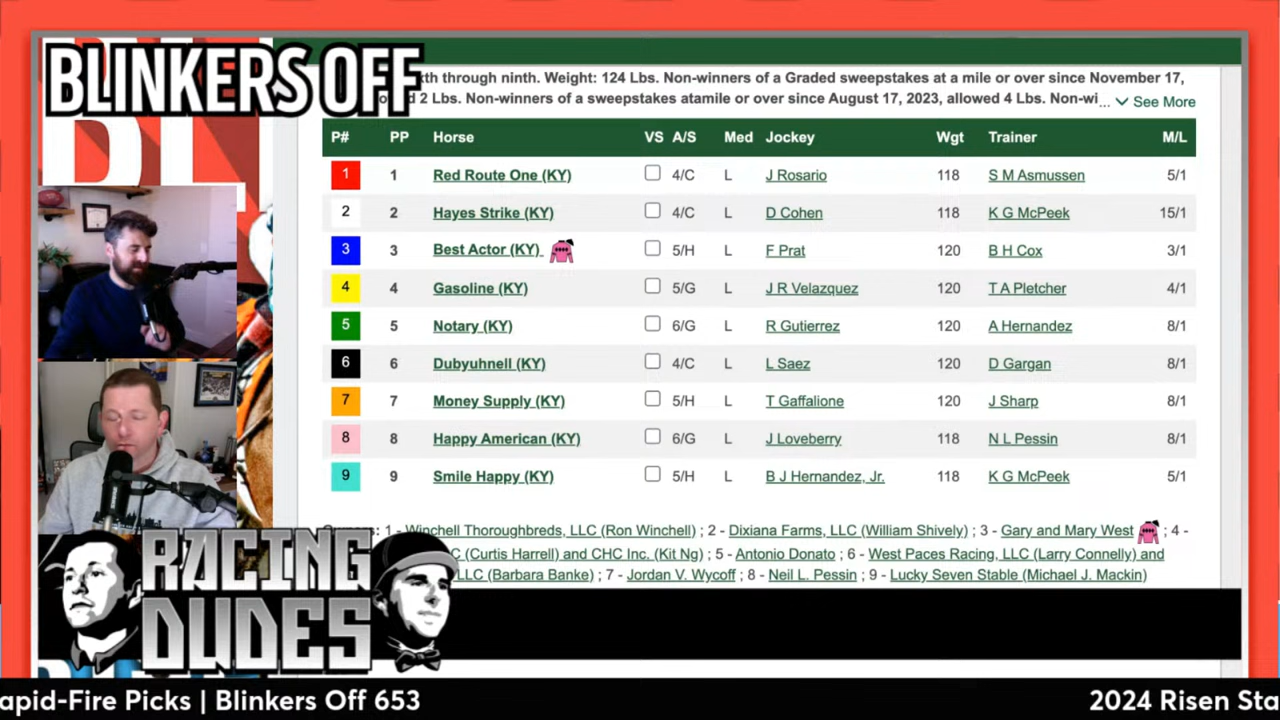 BLINKERS OFF
xth through ninth. Weight: 124 Lbs. Non-winners of a Graded sweepstakes at a mile or over since November 17,
d 2 Lbs. Non-winners of a sweepstakes atamile or over since August 17, 2023, allowed 4 Lbs. Non-wi... See More
P# PP Horse VS A/S Med Jockey Wgt Trainer M/L
1 1 Red Route One (KY) 4/C L J Rosario 118 S M Asmussen 5/1
2 2 Hayes Strike (KY) 4/C L D Cohen 118 K G McPeek 15/1
3 3 Best Actor (KY) 5/H L F Prat 120 B H Cox 3/1
4 4 Gasoline (KY) 5/G L J R Velazquez 120 T A Pletcher 4/1
5 5 Notary (KY) 6/G L R Gutierrez 120 A Hernandez 8/1
6 6 Dubyuhnell (KY) 4/C L L Saez 120 D Gargan 8/1
7 7 Money Supply (KY) 5/H L T Gaffalione 120 J Sharp 8/1
8 8 Happy American (KY) 6/G L J Loveberry 118 N L Pessin 8/1
9 9 Smile Happy (KY) 5/H L B J Hernandez, Jr. 118 K G McPeek 5/1
: 1 - Winchell Thoroughbreds, LLC (Ron Winchell) ; 2 - Dixiana Farms, LLC (William Shively) ; 3 - Gary and Mary West ; 4 -
C (Curtis Harrell) and CHC Inc. (Kit Ng) ; 5 - Antonio Donato ; 6 - West Paces Racing, LLC (Larry Connelly) and
LLC (Barbara Banke) ; 7 - Jordan V. Wycoff ; 8 - Neil L. Pessin ; 9 - Lucky Seven Stable (Michael J. Mackin)
RACING
DUDES
apid-Fire Picks | Blinkers Off 653 2024 Risen Sta